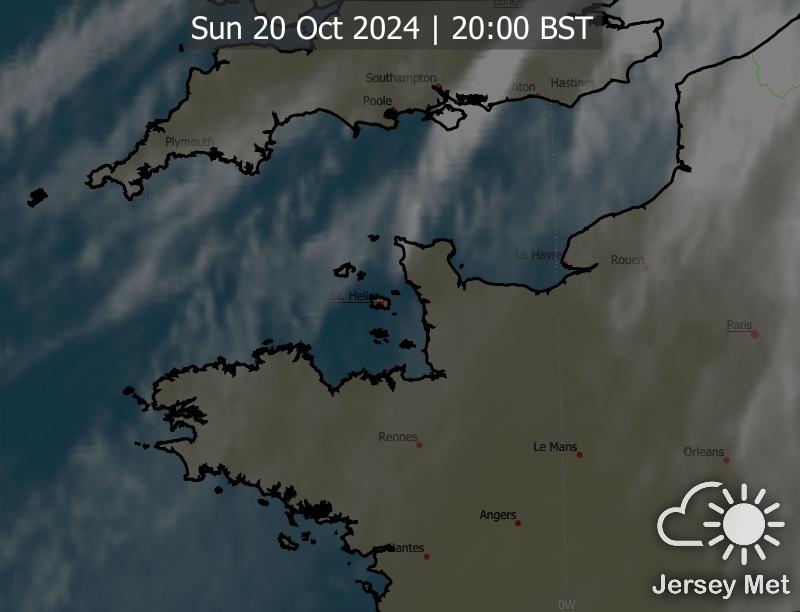 London
Sun 20 Oct 2024 | 20:00 BST
Southampton
Hastings
Poole
Plymouth
Le Havre
Rouen
St. Helier
Paris
Rennes
Le Mans
Orleans
Angers
Nantes
Jersey Met
0W